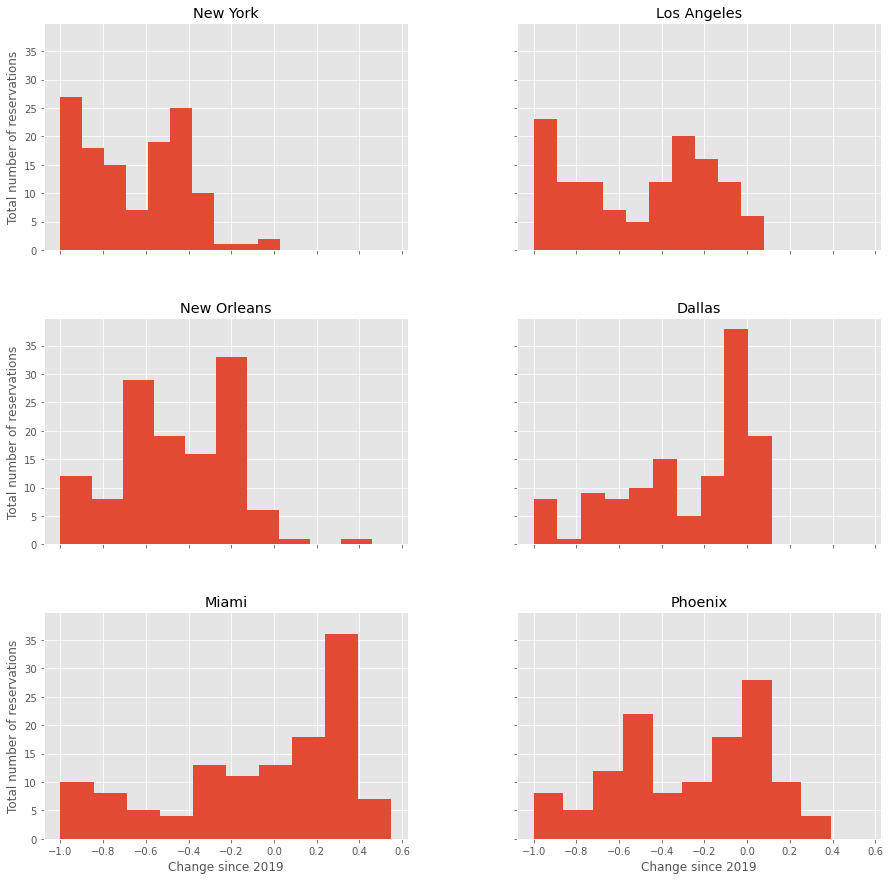 New York
Los Angeles
Total number of reservations
35
30
25
20
15
10
5
0
New Orleans
Dallas
Total number of reservations
35
30
25
20
15
10
5
0
Miami
Phoenix
Total number of reservations
35
30
25
20
15
10
5
0
−1.0 −0.8 −0.6 −0.4 −0.2 0.0 0.2 0.4 0.6
Change since 2019
−1.0 −0.8 −0.6 −0.4 −0.2 0.0 0.2 0.4 0.6
Change since 2019